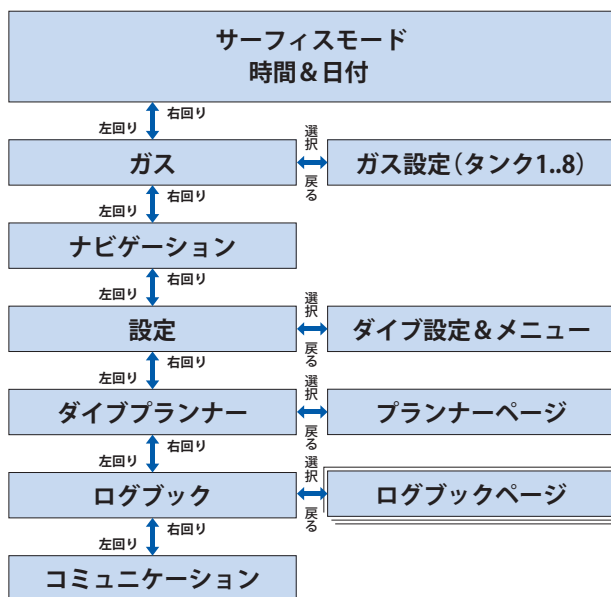 サーフィスモード
時間＆日付
左回り 右回り
ガス
選択 戻る
ガス設定（タンク1..8）
左回り 右回り
ナビゲーション
左回り 右回り
設定
選択 戻る
ダイブ設定＆メニュー
左回り 右回り
ダイブプランナー
選択 戻る
プランナーページ
左回り 右回り
ログブック
選択 戻る
ログブックページ
左回り 右回り
コミュニケーション